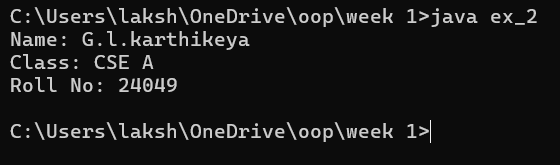 C:\Users\laksh\OneDrive\oop\week 1>java ex_2
Name: G.l.karthikeya
Class: CSE A
Roll No: 24049
C:\Users\laksh\OneDrive\oop\week 1>